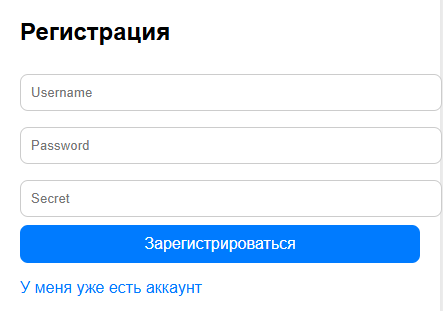 Регистрация
Username
Password
Secret
Зарегистрироваться
У меня уже есть аккаунт